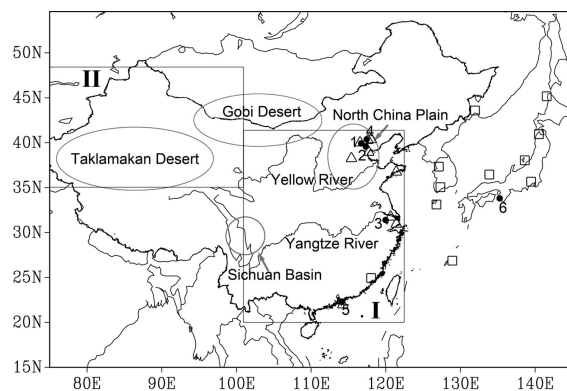 50N
45N
40N
35N
30N
25N
20N
15N
II
Gobi Desert
North China Plain
Taklamakan Desert
4
1
2
Yellow River
6
3
Yangtze River
Sichuan Basin
5
I
80E 90E 100E 110E 120E 130E 140E